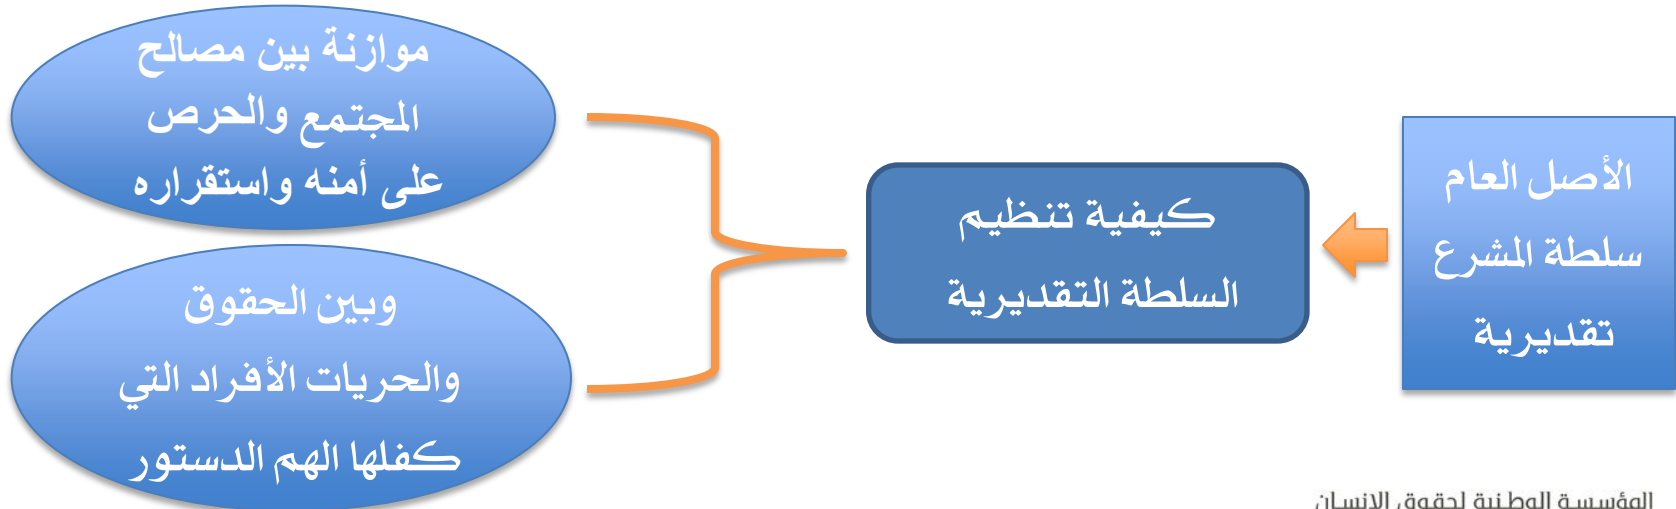 الأصل العام
سلطة المشرع
تقديرية
كيفية تنظيم
السلطة التقديرية
موازنة بين مصالح
المجتمع والحرص
على أمنه واستقراره
وبين الحقوق
والحريات الأفراد التي
كفلها الهم الدستور
المؤسسة الوطنية لحقوق الإنسان